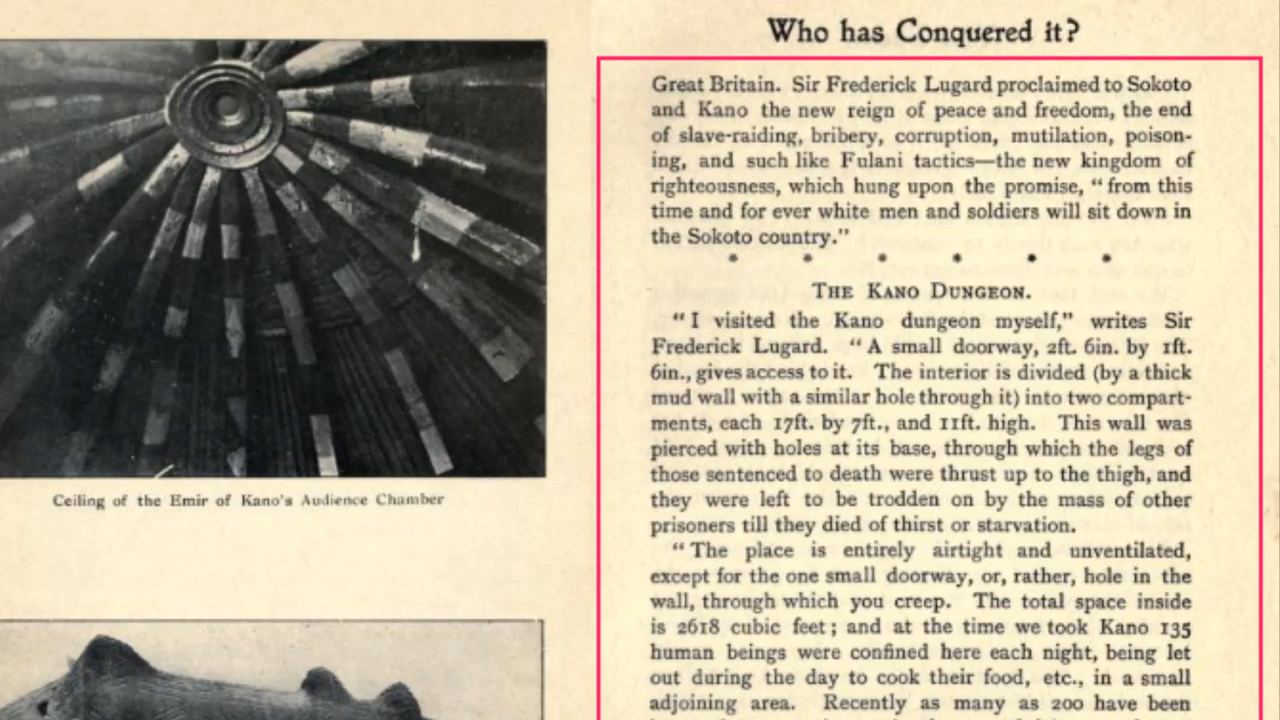 Ceiling of the Emir of Kano's Audience Chamber
Who has Conquered it?
Great Britain. Sir Frederick Lugard proclaimed to Sokoto
and Kano the new reign of peace and freedom, the end
of slave-raiding, bribery, corruption, mutilation, poison-
ing, and such like Fulani tactics—the new kingdom of
righteousness, which hung upon the promise, "from this
time and for ever white men and soldiers will sit down in
the Sokoto country."
* * * * * *
THE KANO DUNGEON.
"I visited the Kano dungeon myself," writes Sir
Frederick Lugard. "A small doorway, 2ft. 6in. by 1ft.
6in., gives access to it. The interior is divided (by a thick
mud wall with a similar hole through it) into two compart-
ments, each 17ft. by 7ft., and 11ft. high. This wall was
pierced with holes at its base, through which the legs of
those sentenced to death were thrust up to the thigh, and
they were left to be trodden on by the mass of other
prisoners till they died of thirst or starvation.
"The place is entirely airtight and unventilated,
except for the one small doorway, or, rather, hole in the
wall, through which you creep. The total space inside
is 2618 cubic feet; and at the time we took Kano 135
human beings were confined here each night, being let
out during the day to cook their food, etc., in a small
adjoining area. Recently as many as 200 have been